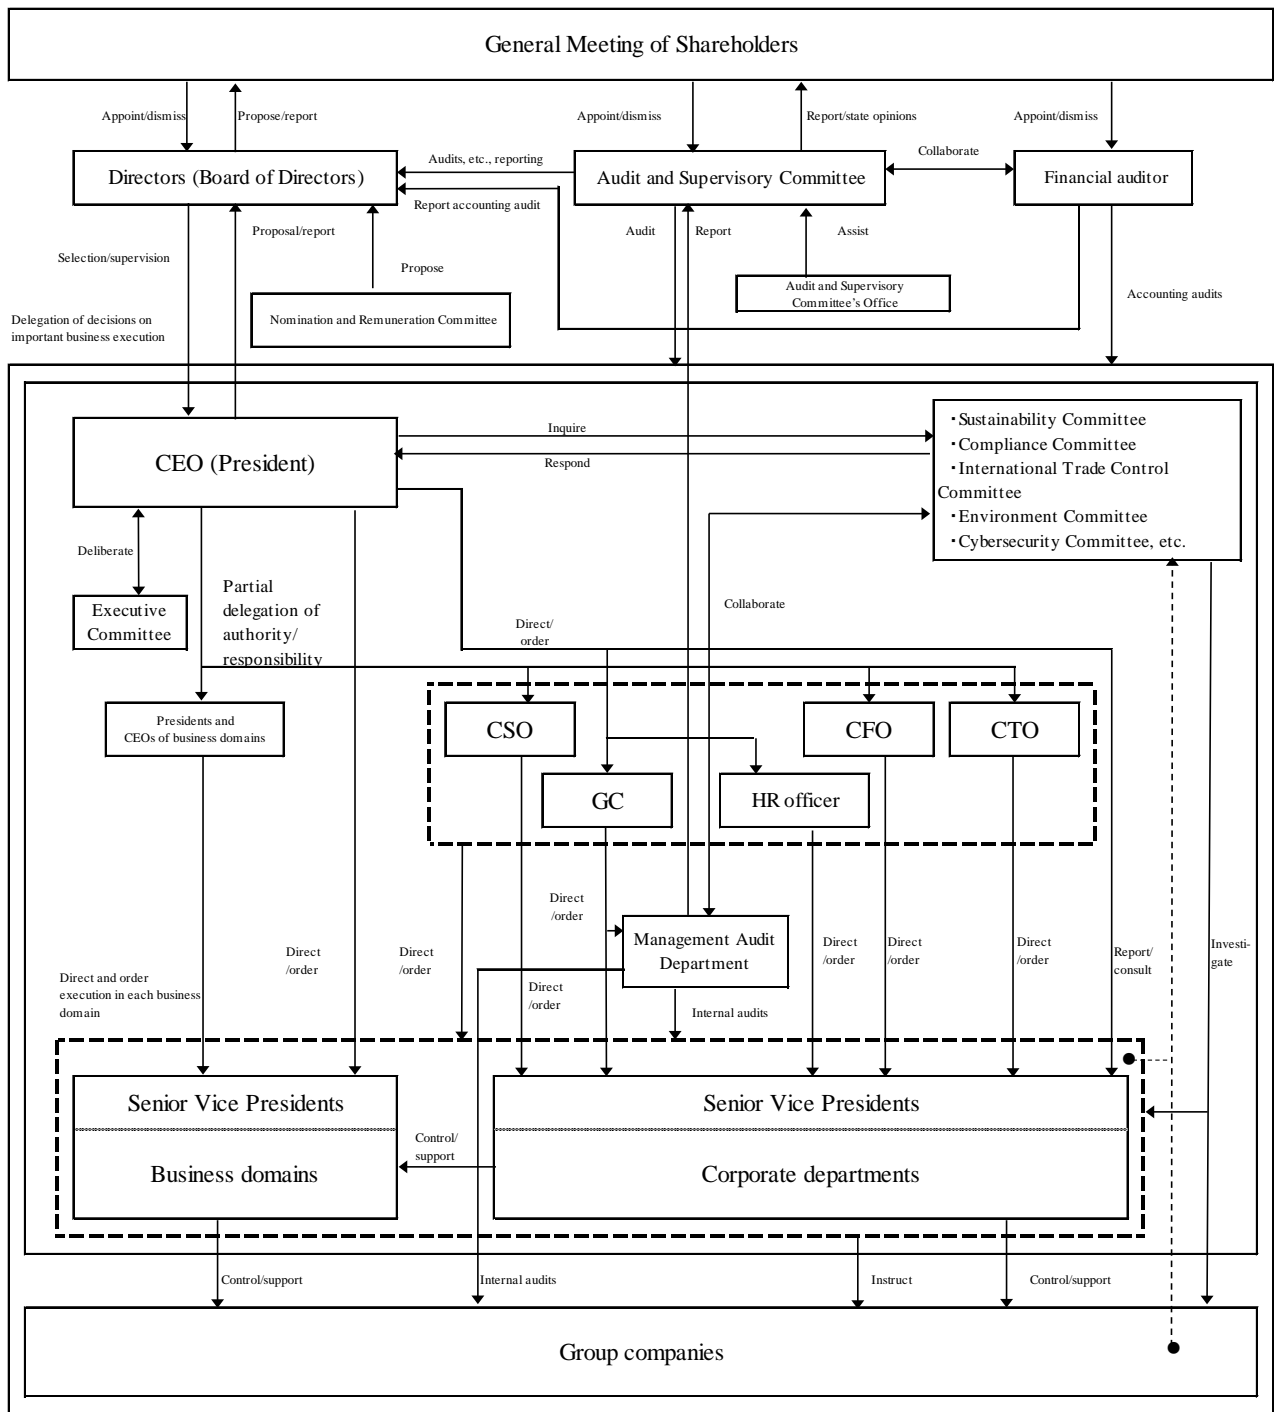 General Meeting of Shareholders
Appoint/dismiss
Propose/report
Appoint/dismiss
Report/state opinions
Appoint/dismiss
Directors (Board of Directors)
Audits, etc., reporting
Report accounting audit
Audit and Supervisory Committee
Collaborate
Financial auditor
Selection/supervision
Proposal/report
Propose
Audit
Report
Assist
Audit and Supervisory
Committee's Office
Accounting audits
Nomination and Remuneration Committee
Delegation of decisions on
important business execution
CEO (President)
Inquire
Respond
・Sustainability Committee
・Compliance Committee
・International Trade Control
Committee
・Environment Committee
・Cybersecurity Committee, etc.
Deliberate
Executive
Committee
Partial
delegation of
authority/
responsibility
Direct/
order
Collaborate
Presidents and
CEOs of business domains
CSO
CFO
CTO
GC
HR officer
Direct
/order
Management Audit
Department
Direct and order
execution in each business
domain
Direct
/order
Direct
/order
Direct
/order
Internal audits
Direct
/order
Direct
/order
Direct
/order
Report/
consult
Investi-
gate
Senior Vice Presidents
Business domains
Control/
support
Senior Vice Presidents
Corporate departments
Control/support
Internal audits
Instruct
Control/support
Group companies